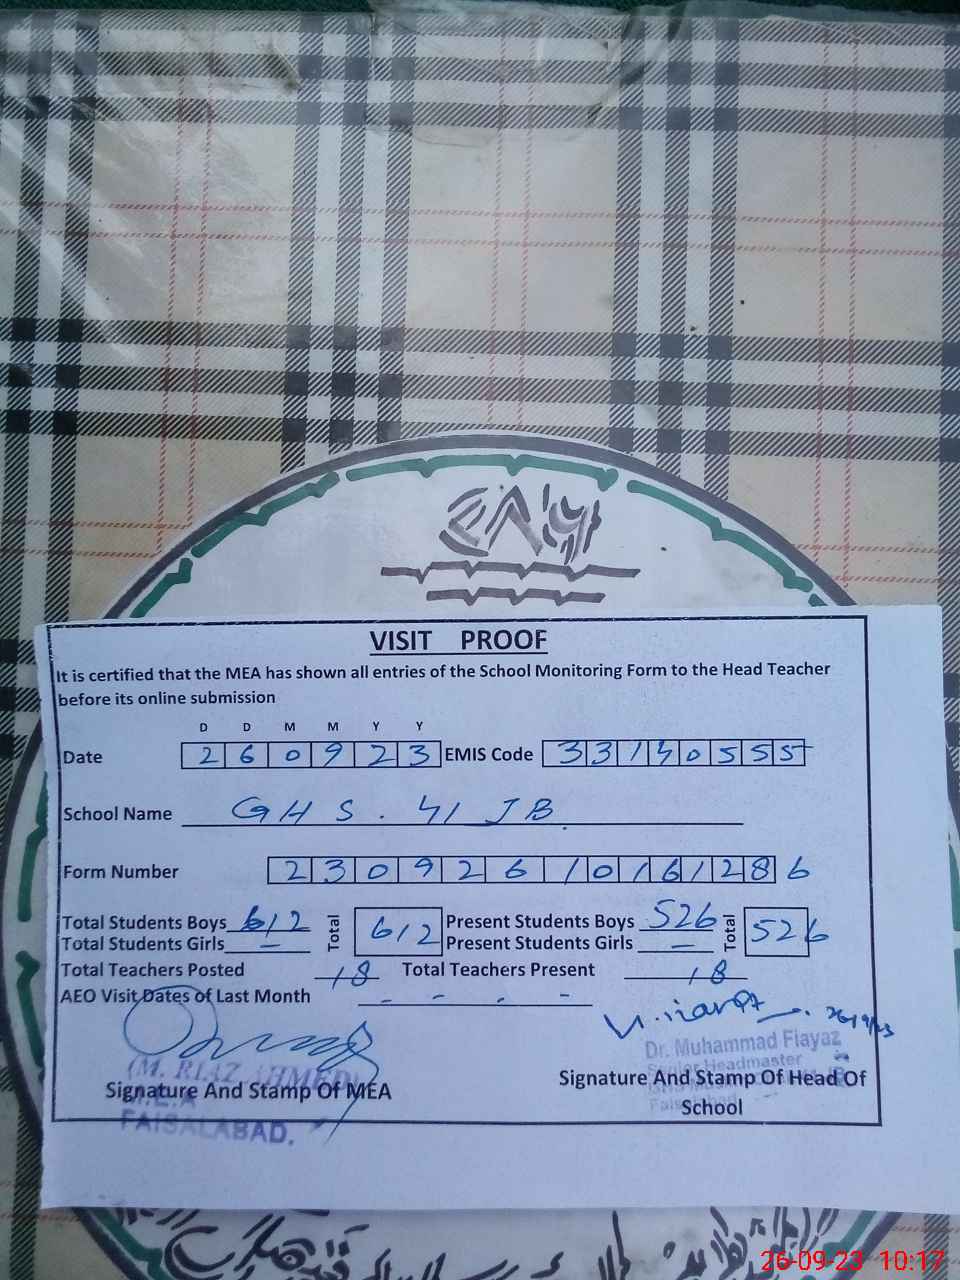 VISIT PROOF
It is certified that the MEA has shown all entries of the School Monitoring Form to the Head Teacher
before its online submission
D D M M Y Y
Date 2 6 0 9 2 3 EMIS Code 3 3 1 4 0 5 5 5
School Name GHS. 41 JB
Form Number 2 3 0 9 2 6 1 0 1 6 1 2 8 6
Total Students Boys 612 Total 612 Present Students Boys 526 Total 526
Total Students Girls - Present Students Girls -
Total Teachers Posted 18 Total Teachers Present 18
AEO Visit Dates of Last Month - - . -
26/9/23
Dr. Muhammad Fiayaz
Senior Headmaster
(M. RIAZ AHMED)
Signature And Stamp Of MEA
M.E.A
FAISALABAD.
Signature And Stamp Of Head Of
School
Faisalabad
26-09-23 10:17